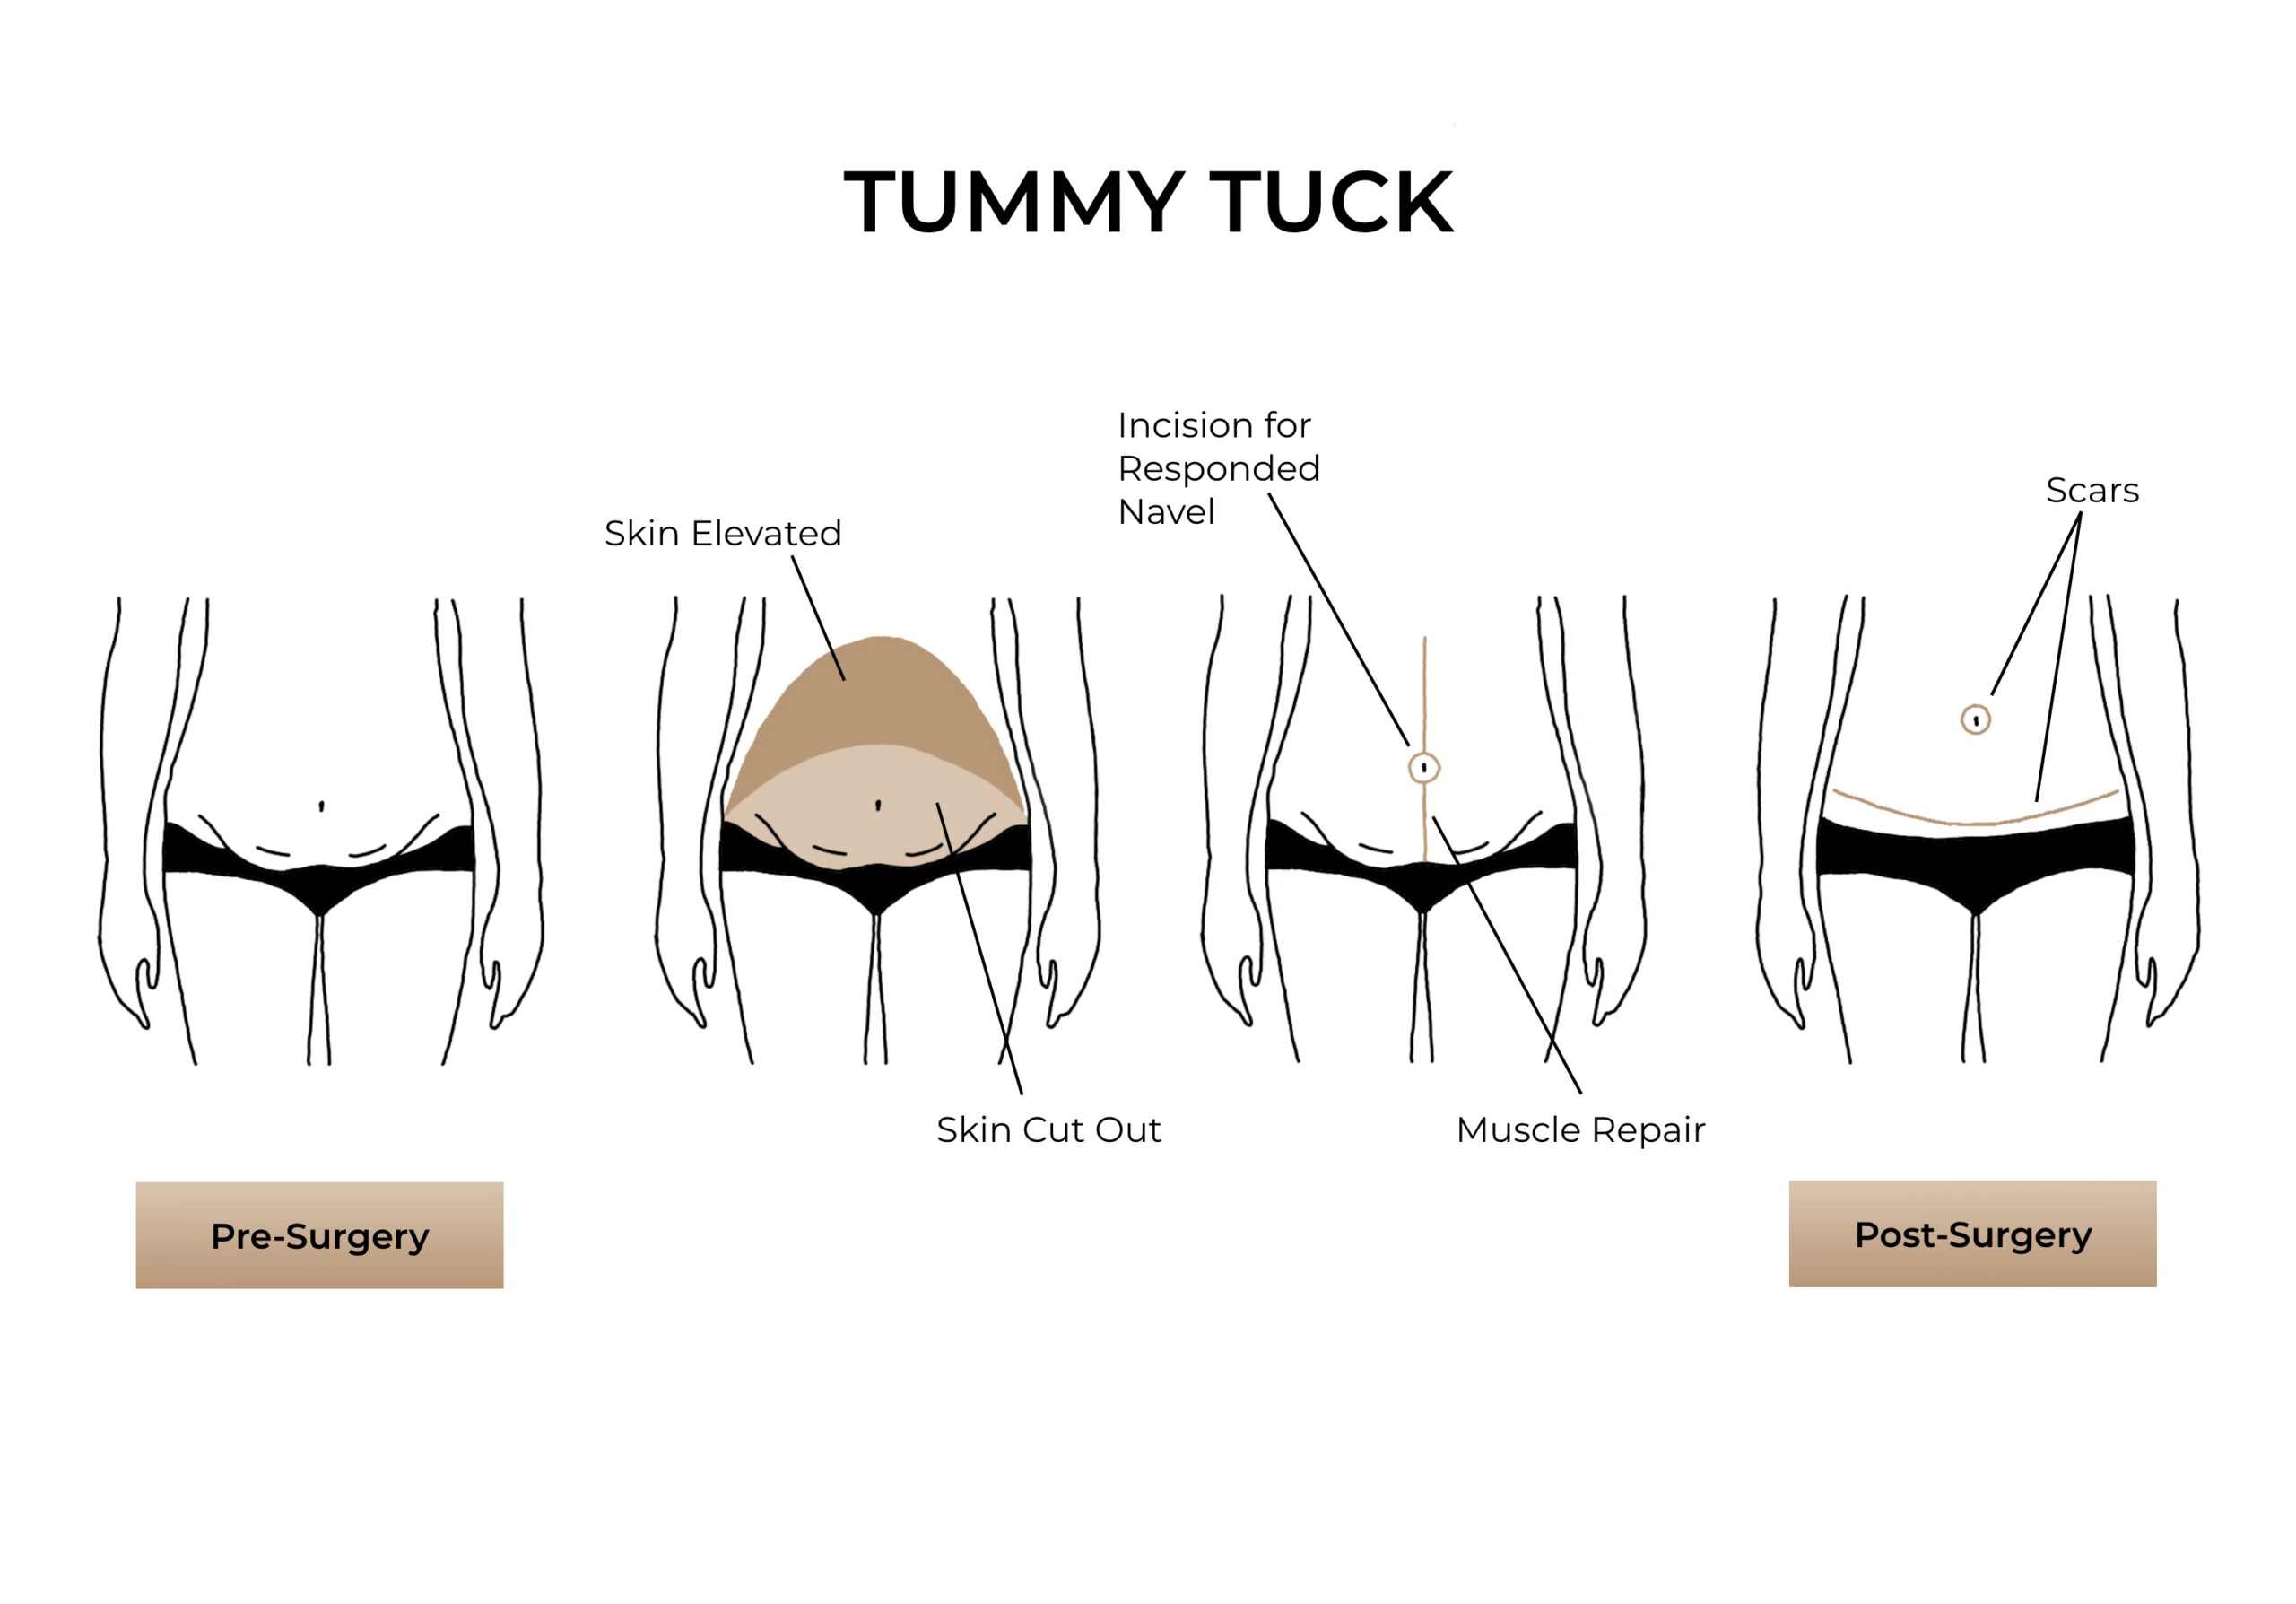 TUMMY TUCK
Incision for
Responded
Navel
Scars
Skin Elevated
Skin Cut Out
Muscle Repair
Pre-Surgery
Post-Surgery